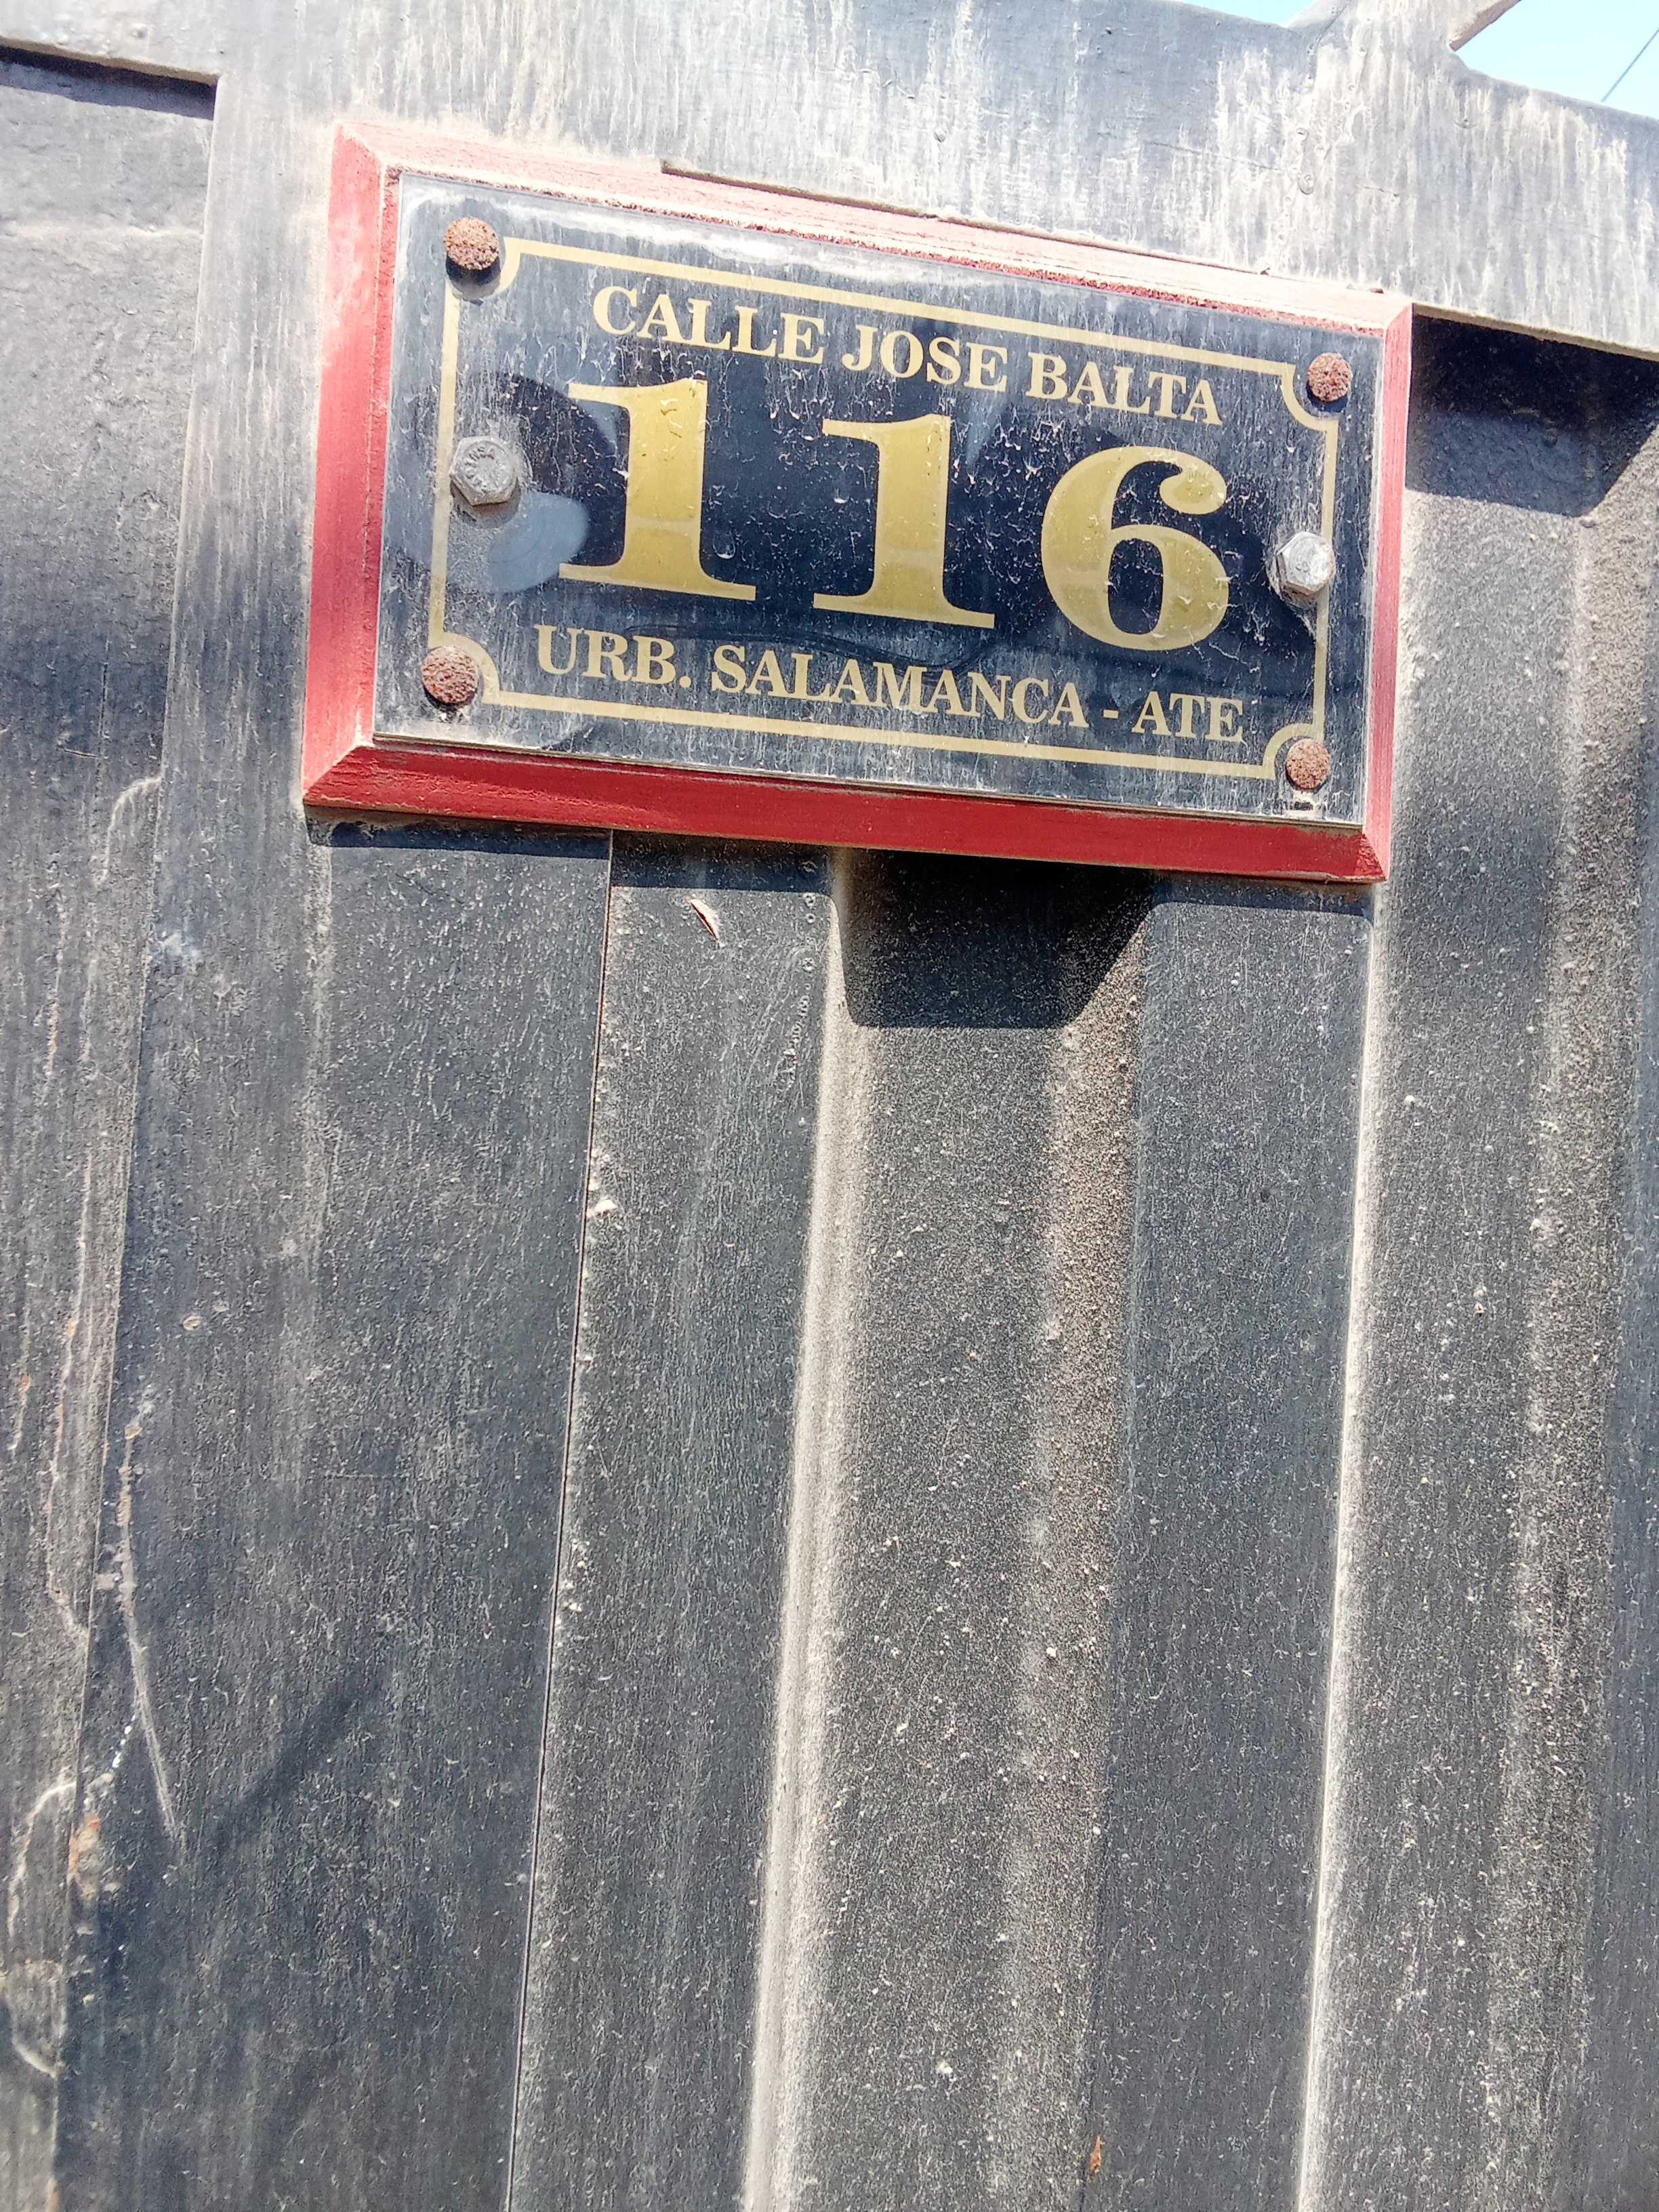 CALLE JOSE BALTA
116
URB. SALAMANCA - ATE